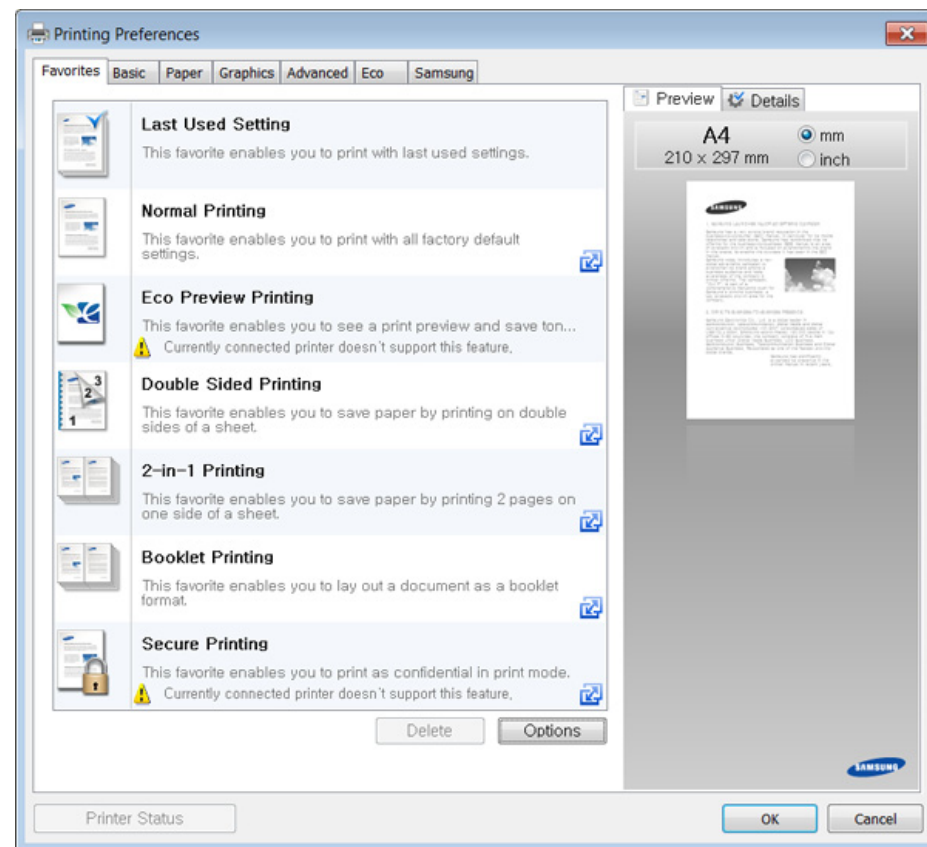 Printing Preferences
Favorites Basic Paper Graphics Advanced Eco Samsung
Last Used Setting
This favorite enables you to print with last used settings.
Normal Printing
This favorite enables you to print with all factory default
settings.
Eco Preview Printing
This favorite enables you to see a print preview and save ton...
Currently connected printer doesn't support this feature.
3
2
1
Double Sided Printing
This favorite enables you to save paper by printing on double
sides of a sheet.
2-in-1 Printing
This favorite enables you to save paper by printing 2 pages on
one side of a sheet.
Booklet Printing
This favorite enables you to lay out a document as a booklet
format.
Secure Printing
This favorite enables you to print as confidential in print mode.
Currently connected printer doesn't support this feature.
Delete Options
Preview Details
A4
210 x 297 mm
mm
inch
SAMSUNG
SAMSUNG
Printer Status
OK Cancel